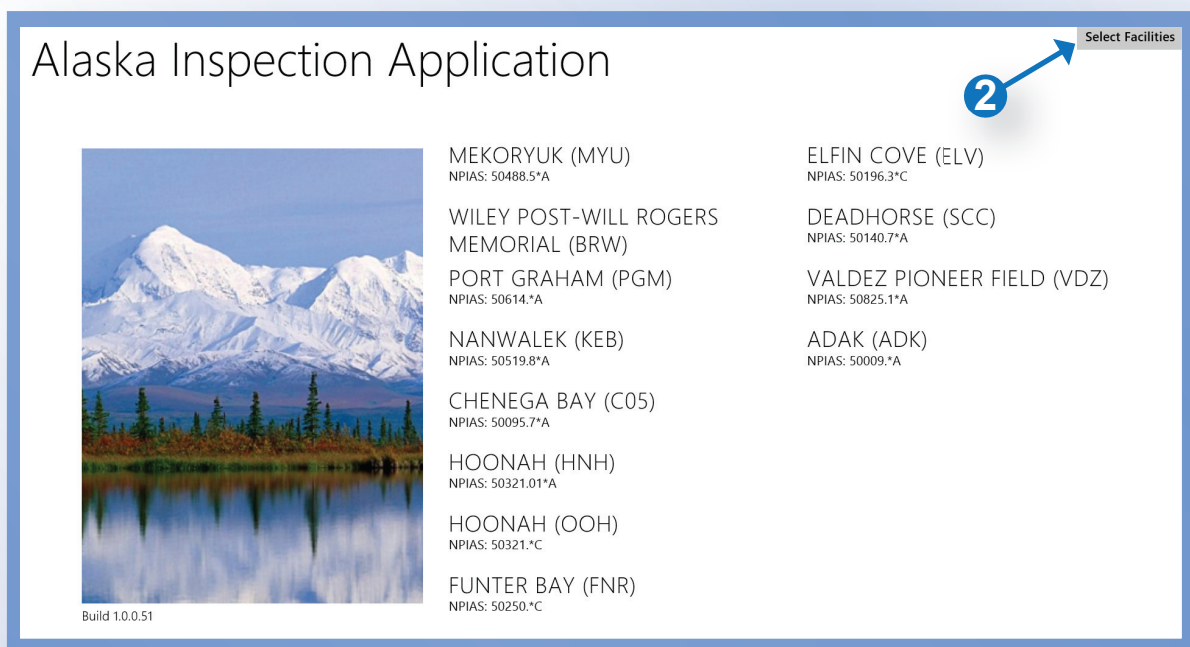 Alaska Inspection Application
Select Facilities
2
MEKORYUK (MYU)
NPIAS: 50488.5*A
WILEY POST-WILL ROGERS
MEMORIAL (BRW)
PORT GRAHAM (PGM)
NPIAS: 50614.*A
NANWALEK (KEB)
NPIAS: 50519.8*A
CHENEGA BAY (C05)
NPIAS: 50095.7*A
HOONAH (HNH)
NPIAS: 50321.01*A
HOONAH (OOH)
NPIAS: 50321.*C
FUNTER BAY (FNR)
NPIAS: 50250.*C
ELFIN COVE (ELV)
NPIAS: 50196.3*C
DEADHORSE (SCC)
NPIAS: 50140.7*A
VALDEZ PIONEER FIELD (VDZ)
NPIAS: 50825.1*A
ADAK (ADK)
NPIAS: 50009.*A
Build 1.0.0.51